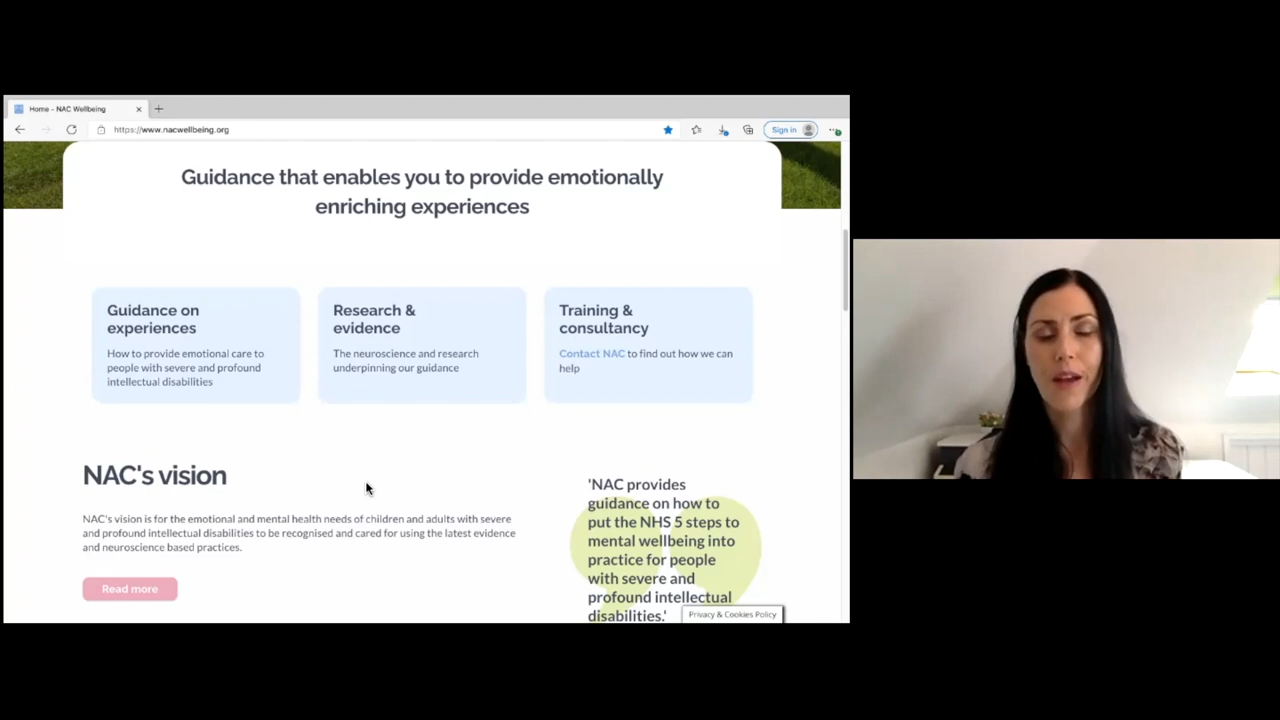 Home - NAC Wellbeing
https://www.nacwellbeing.org
Sign in
Guidance that enables you to provide emotionally
enriching experiences
Guidance on
experiences
How to provide emotional care to
people with severe and profound
intellectual disabilities
Research &
evidence
The neuroscience and research
underpinning our guidance
Training &
consultancy
Contact NAC to find out how we can
help
NAC's vision
NAC's vision is for the emotional and mental health needs of children and adults with severe
and profound intellectual disabilities to be recognised and cared for using the latest evidence
and neuroscience based practices.
Read more
'NAC provides
guidance on how to
put the NHS 5 steps to
mental wellbeing into
practice for people
with severe and
profound intellectual
disabilities.'
Privacy & Cookies Policy